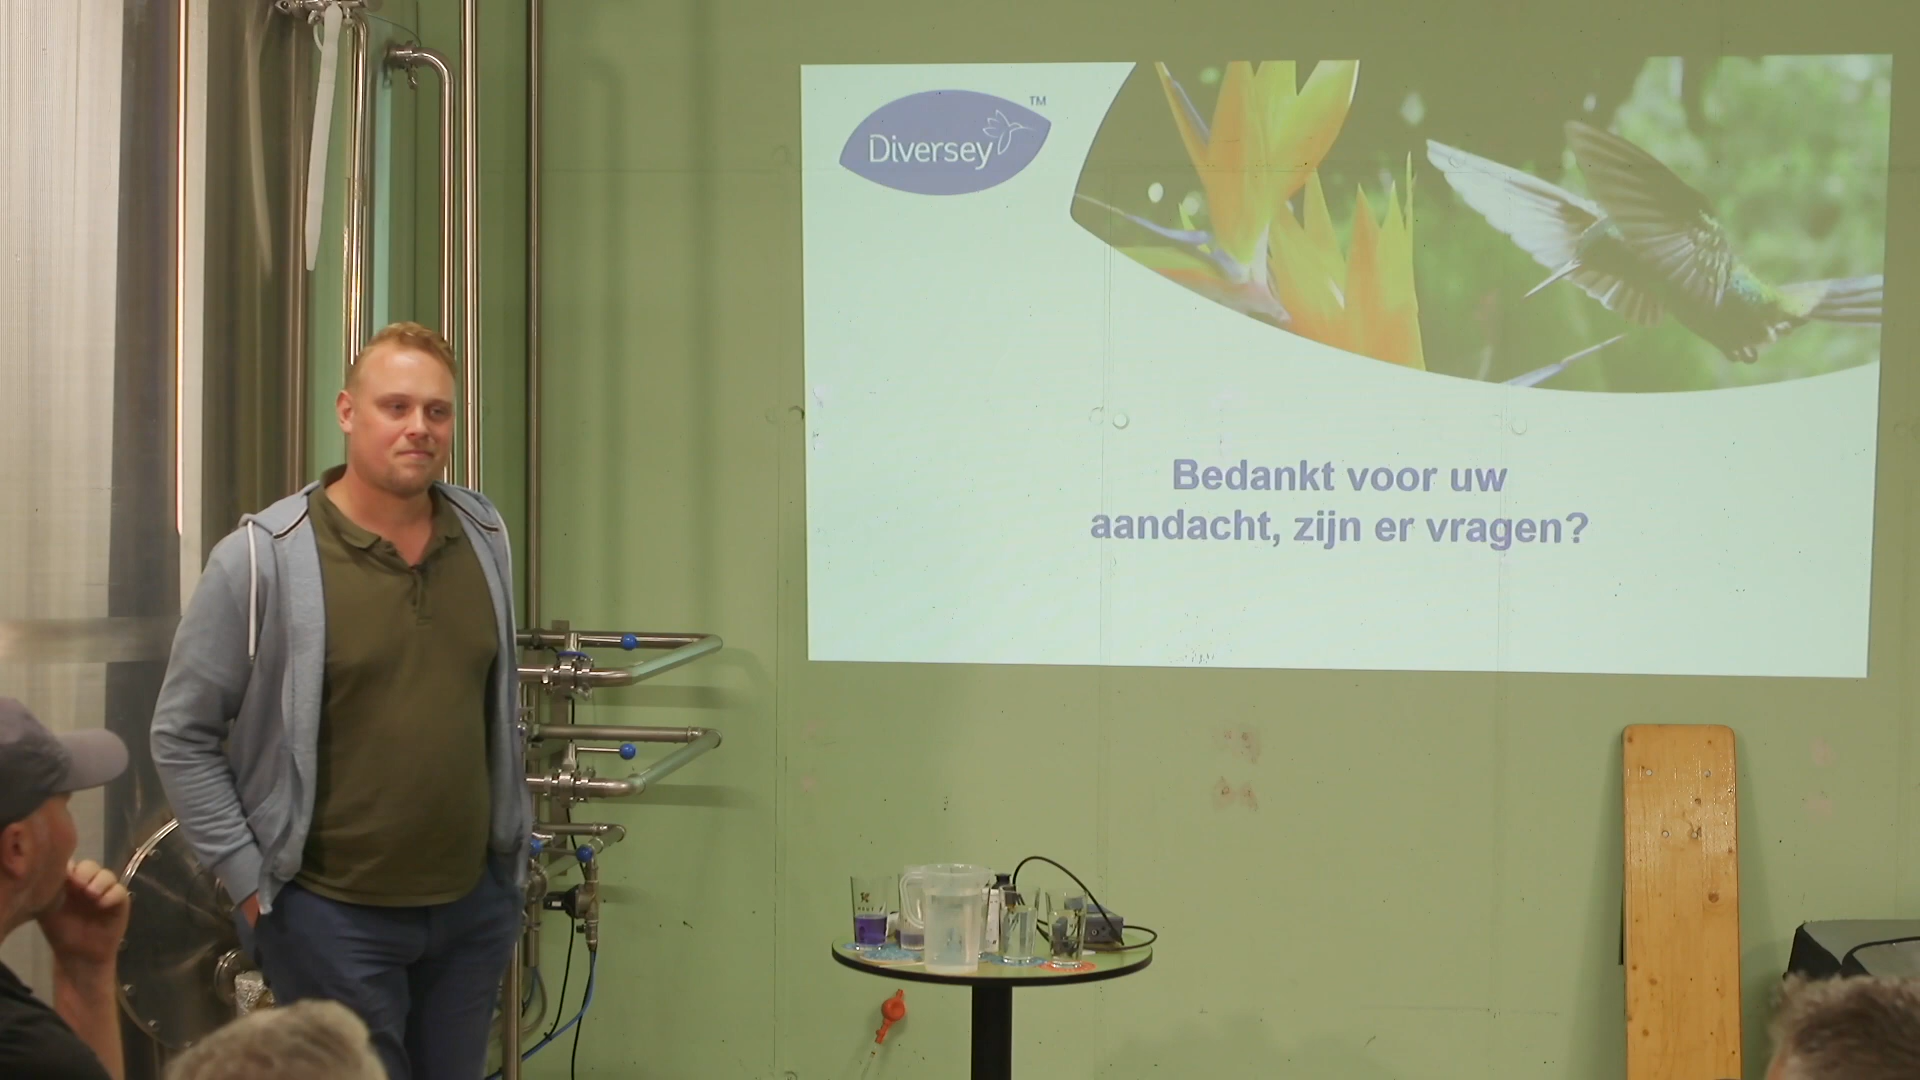 Diversey
TM
Bedankt voor uw
aandacht, zijn er vragen?